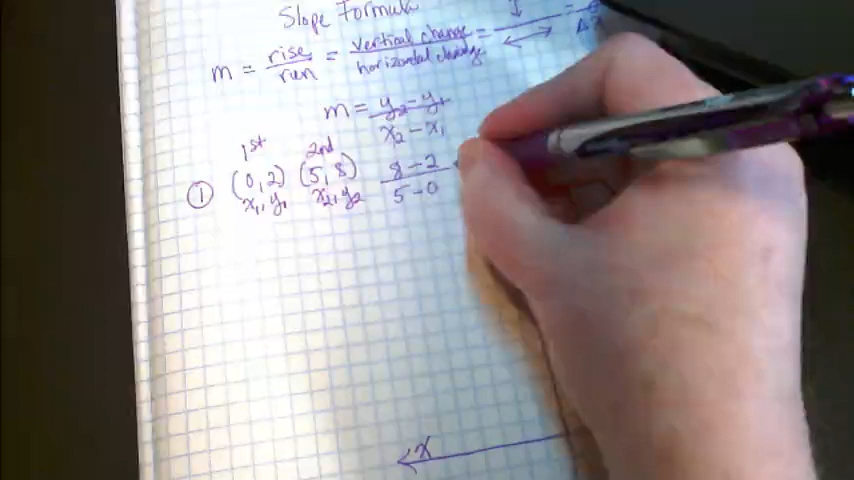 Slope Formula
m = rise/run = vertical change/horizontal change =
m = y₂ - y₁/x₂ - x₁
1st 2nd
① (0,2) (5,8) 8-2/5-0
x₁,y₁ x₂,y₂
x